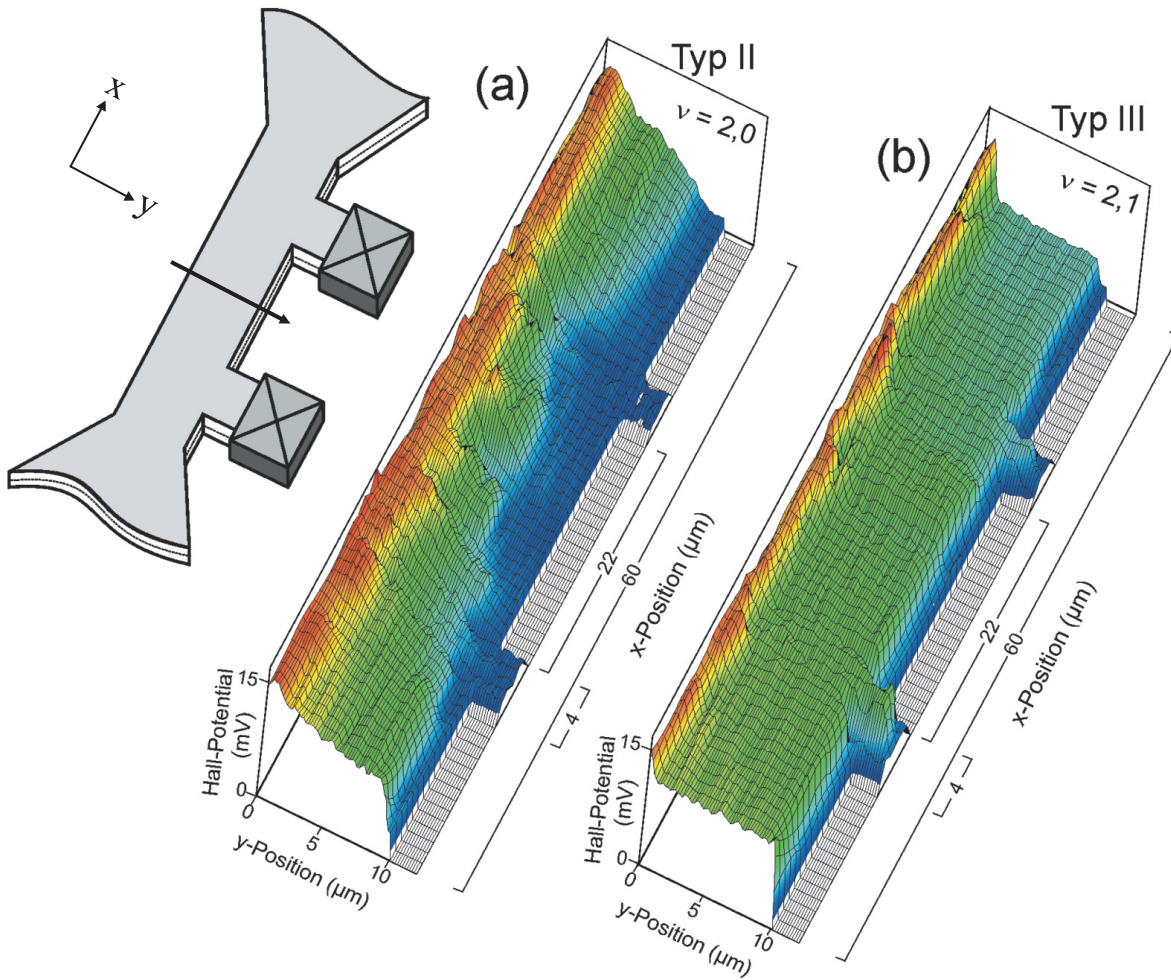 x
y
(a)
Typ II
ν = 2,0
22
60
x-Position (µm)
4
15
0
Hall-Potential
(mV)
0
5
10
y-Position (µm)
(b)
Typ III
ν = 2,1
22
60
x-Position (µm)
4
15
0
Hall-Potential
(mV)
0
5
10
y-Position (µm)